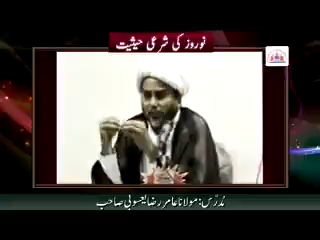 نوروز کی شرعی حیثیت
مُدرّس: مولانا عامر رضا یعسوبی صاحب